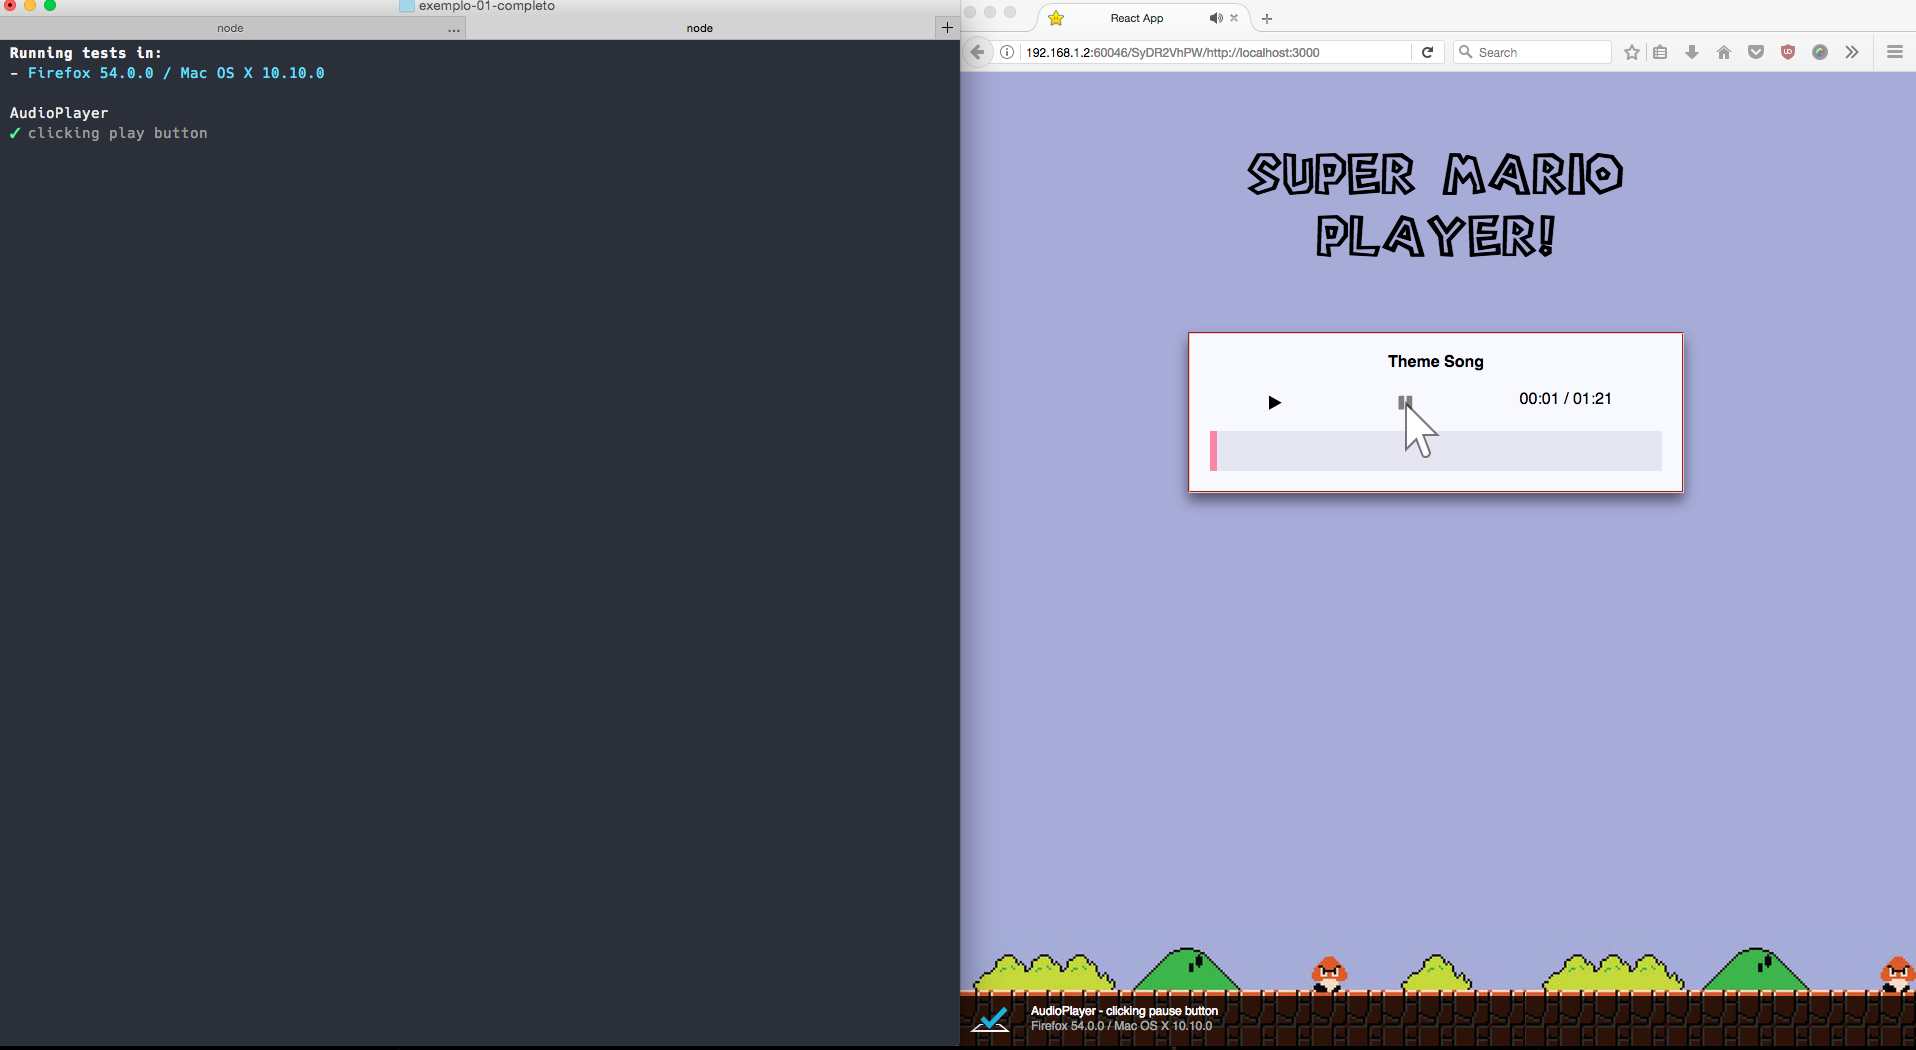 exemplo-01-completo
node
...
node
+
Running tests in:
- Firefox 54.0.0 / Mac OS X 10.10.0
AudioPlayer
✓ clicking play button
React App
192.168.1.2:60046/SyDR2VhPW/http://localhost:3000
Search
SUPER MARIO
PLAYER!
Theme Song
00:01 / 01:21
AudioPlayer - clicking pause button
Firefox 54.0.0 / Mac OS X 10.10.0